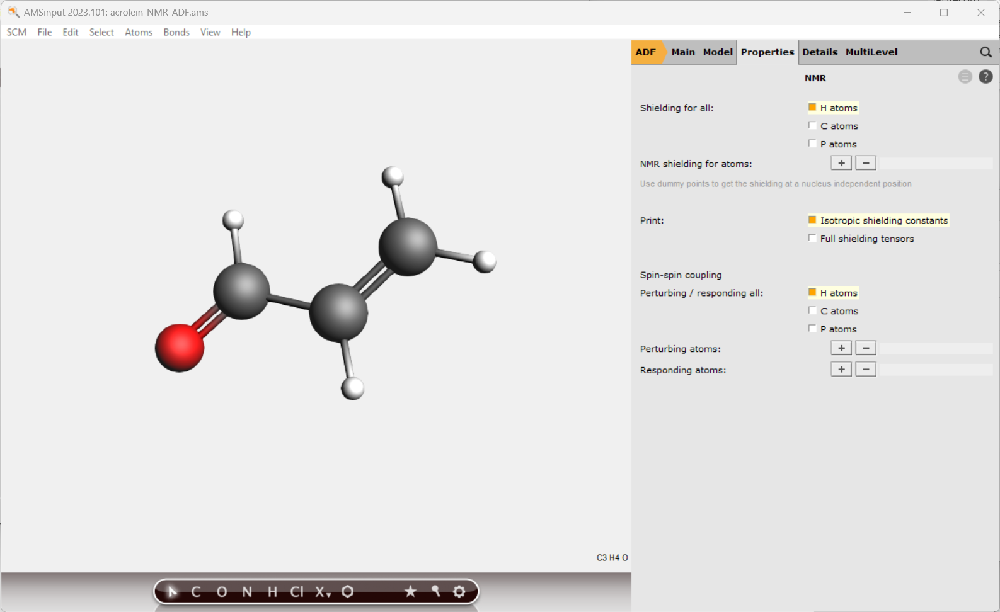 AMSinput 2023.101: acrolein-NMR-ADF.ams
SCM File Edit Select Atoms Bonds View Help
ADF Main Model Properties Details MultiLevel
NMR
?
Shielding for all: H atoms
C atoms
P atoms
NMR shielding for atoms: + −
Use dummy points to get the shielding at a nucleus independent position
Print: Isotropic shielding constants
Full shielding tensors
Spin-spin coupling
Perturbing / responding all: H atoms
C atoms
P atoms
Perturbing atoms: + −
Responding atoms: + −
C3 H4 O
C O N H Cl X